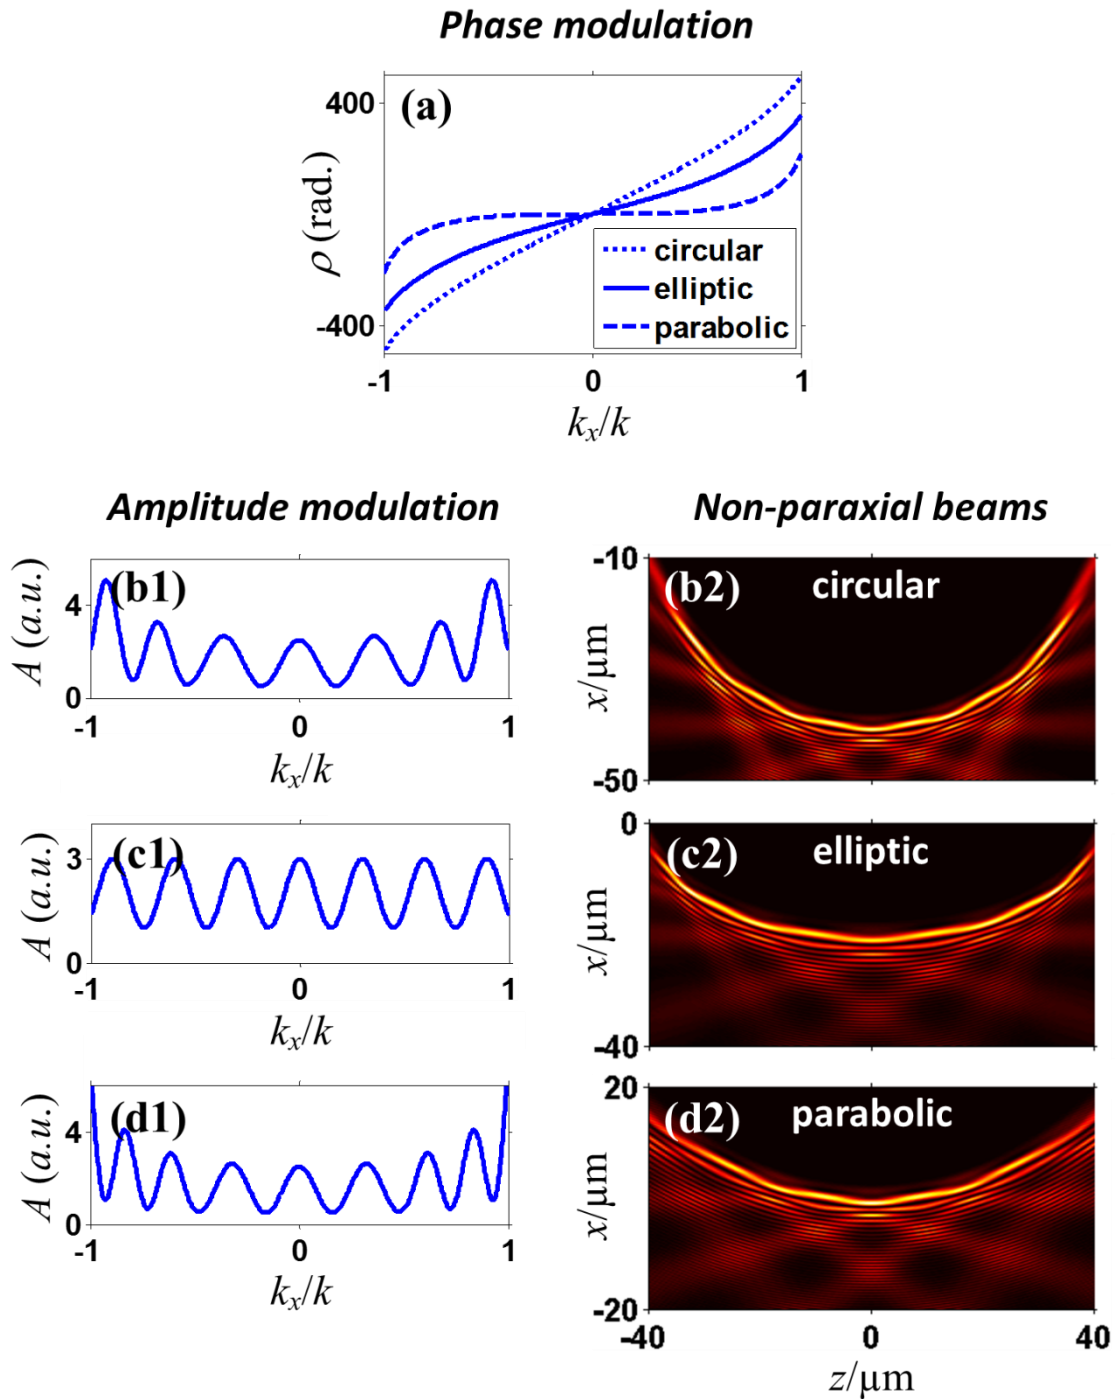 Phase modulation
(a)
400
-400
ρ (rad.)
circular
elliptic
parabolic
-1 0 1
kₓ/k
Amplitude modulation
Non-paraxial beams
(b1)
A (a.u.)
4
0
-1 0 1
kₓ/k
(b2)
circular
-10
x/μm
-50
(c1)
A (a.u.)
3
0
-1 0 1
kₓ/k
(c2)
elliptic
0
x/μm
-40
(d1)
A (a.u.)
4
0
-1 0 1
kₓ/k
(d2)
parabolic
20
x/μm
-20
-40 0 40
z/μm